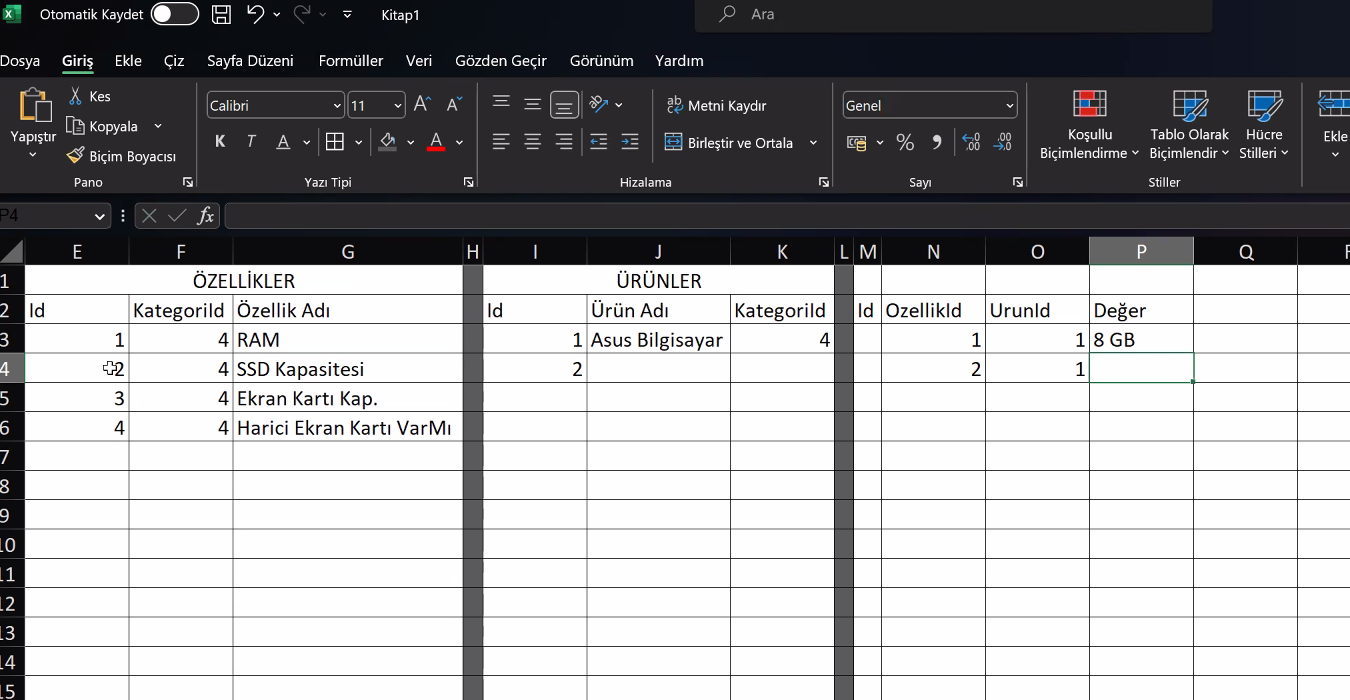 Otomatik Kaydet Kitap1 Ara
Dosya Giriş Ekle Çiz Sayfa Düzeni Formüller Veri Gözden Geçir Görünüm Yardım
Yapıştır
Kes
Kopyala
Biçim Boyacısı
Pano
Calibri 11
K T A A
Yazı Tipi
Metni Kaydır
Birleştir ve Ortala
Hizalama
Genel
Sayı
Koşullu
Biçimlendirme
Tablo Olarak
Biçimlendir
Hücre
Stilleri
Stiller
Ekle
P4 fx
E F G H I J K L M N O P Q
1 ÖZELLİKLER ÜRÜNLER
2 Id KategoriId Özellik Adı Id Ürün Adı KategoriId Id OzellikId UrunId Değer
3 1 4 RAM 1 Asus Bilgisayar 4 1 1 8 GB
4 2 4 SSD Kapasitesi 2 2 1
5 3 4 Ekran Kartı Kap.
6 4 4 Harici Ekran Kartı VarMı
7
8
9
10
11
12
13
14
15